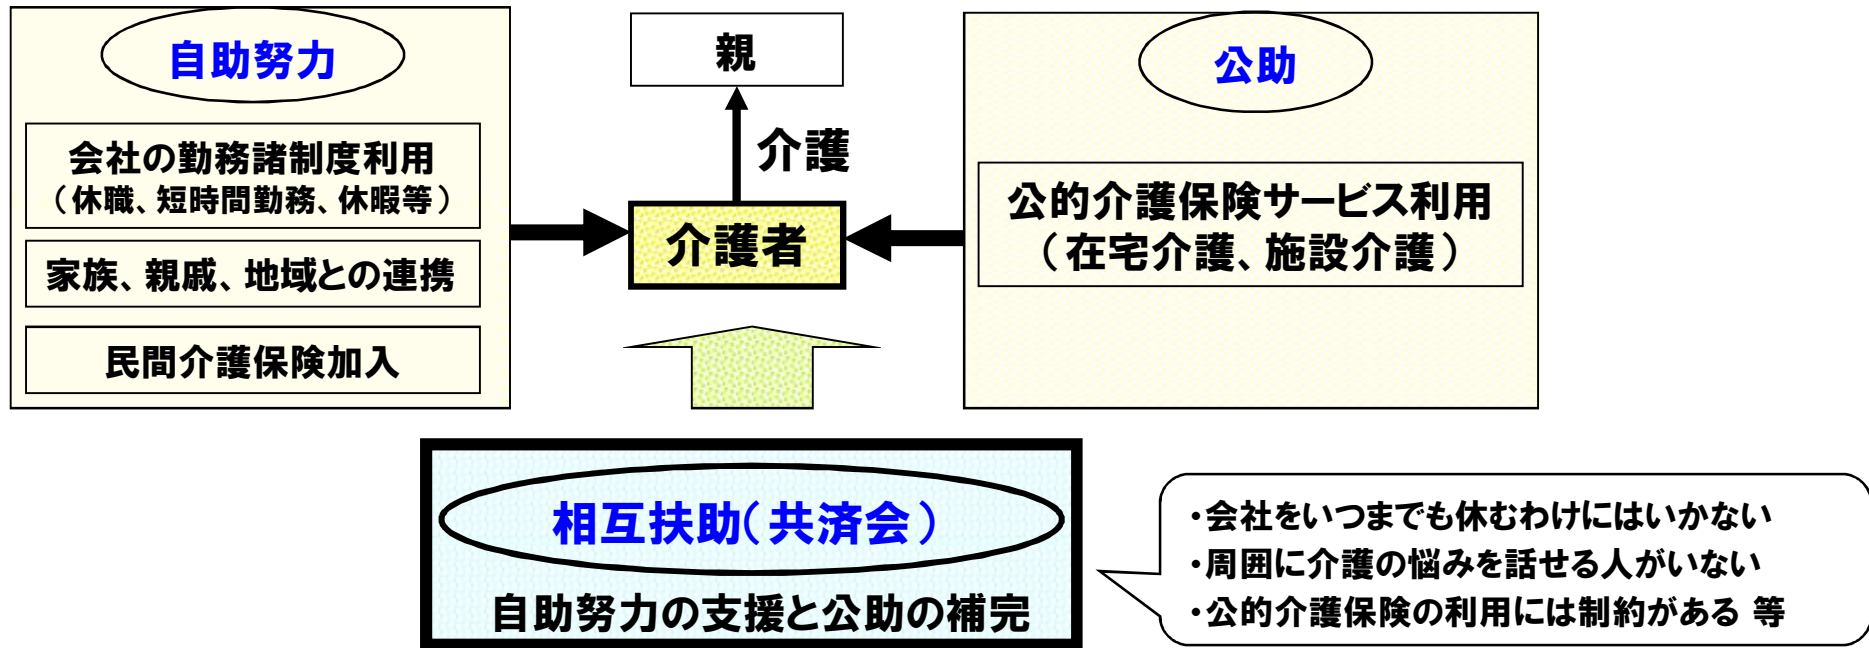 自助努力
会社の勤務諸制度利用
（休職、短時間勤務、休暇等）
家族、親戚、地域との連携
民間介護保険加入
親
介護
介護者
公助
公的介護保険サービス利用
（在宅介護、施設介護）
相互扶助（共済会）
自助努力の支援と公助の補完
・会社をいつまでも休むわけにはいかない
・周囲に介護の悩みを話せる人がいない
・公的介護保険の利用には制約がある 等